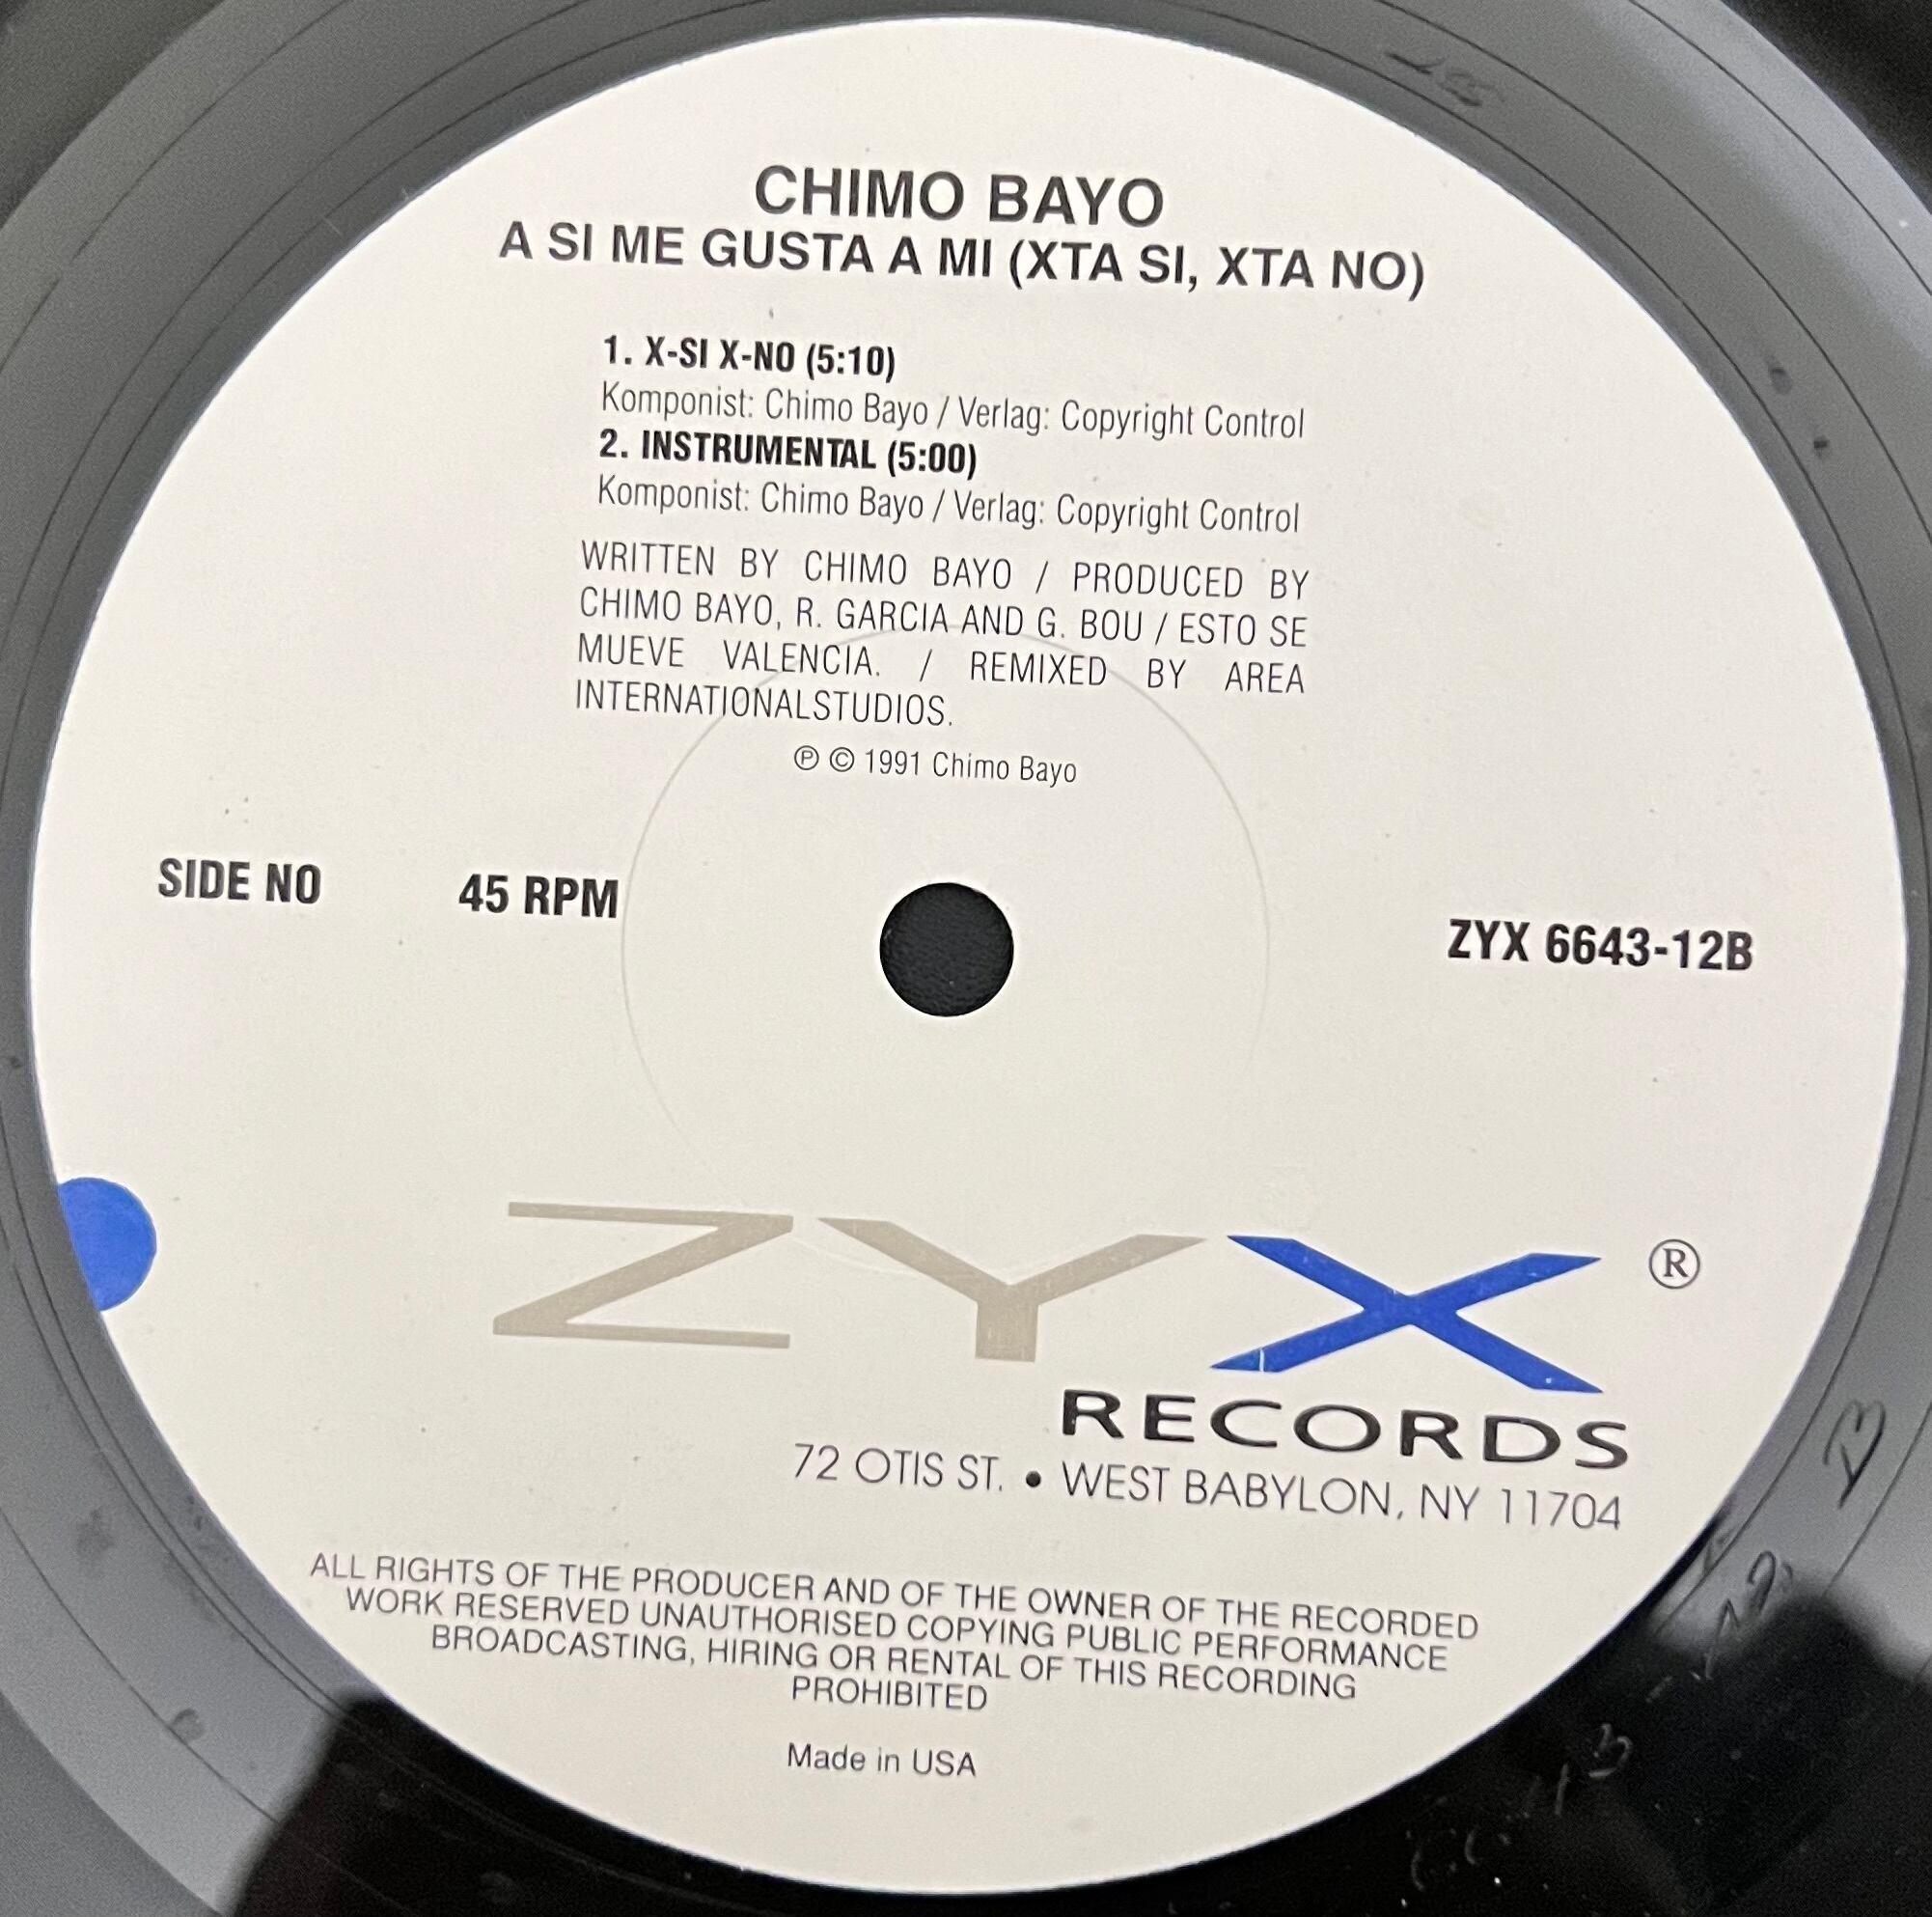 CHIMO BAYO
A SI ME GUSTA A MI (XTA SI, XTA NO)
1. X-SI X-NO (5:10)
Komponist: Chimo Bayo / Verlag: Copyright Control
2. INSTRUMENTAL (5:00)
Komponist: Chimo Bayo / Verlag: Copyright Control
WRITTEN BY CHIMO BAYO / PRODUCED BY
CHIMO BAYO, R. GARCIA AND G. BOU / ESTO SE
MUEVE VALENCIA. / REMIXED BY AREA
INTERNATIONALSTUDIOS.
℗ © 1991 Chimo Bayo
SIDE NO 45 RPM ZYX 6643-12B
ZYX ®
RECORDS
72 OTIS ST. • WEST BABYLON, NY 11704
ALL RIGHTS OF THE PRODUCER AND OF THE OWNER OF THE RECORDED
WORK RESERVED UNAUTHORISED COPYING PUBLIC PERFORMANCE
BROADCASTING, HIRING OR RENTAL OF THIS RECORDING
PROHIBITED
Made in USA